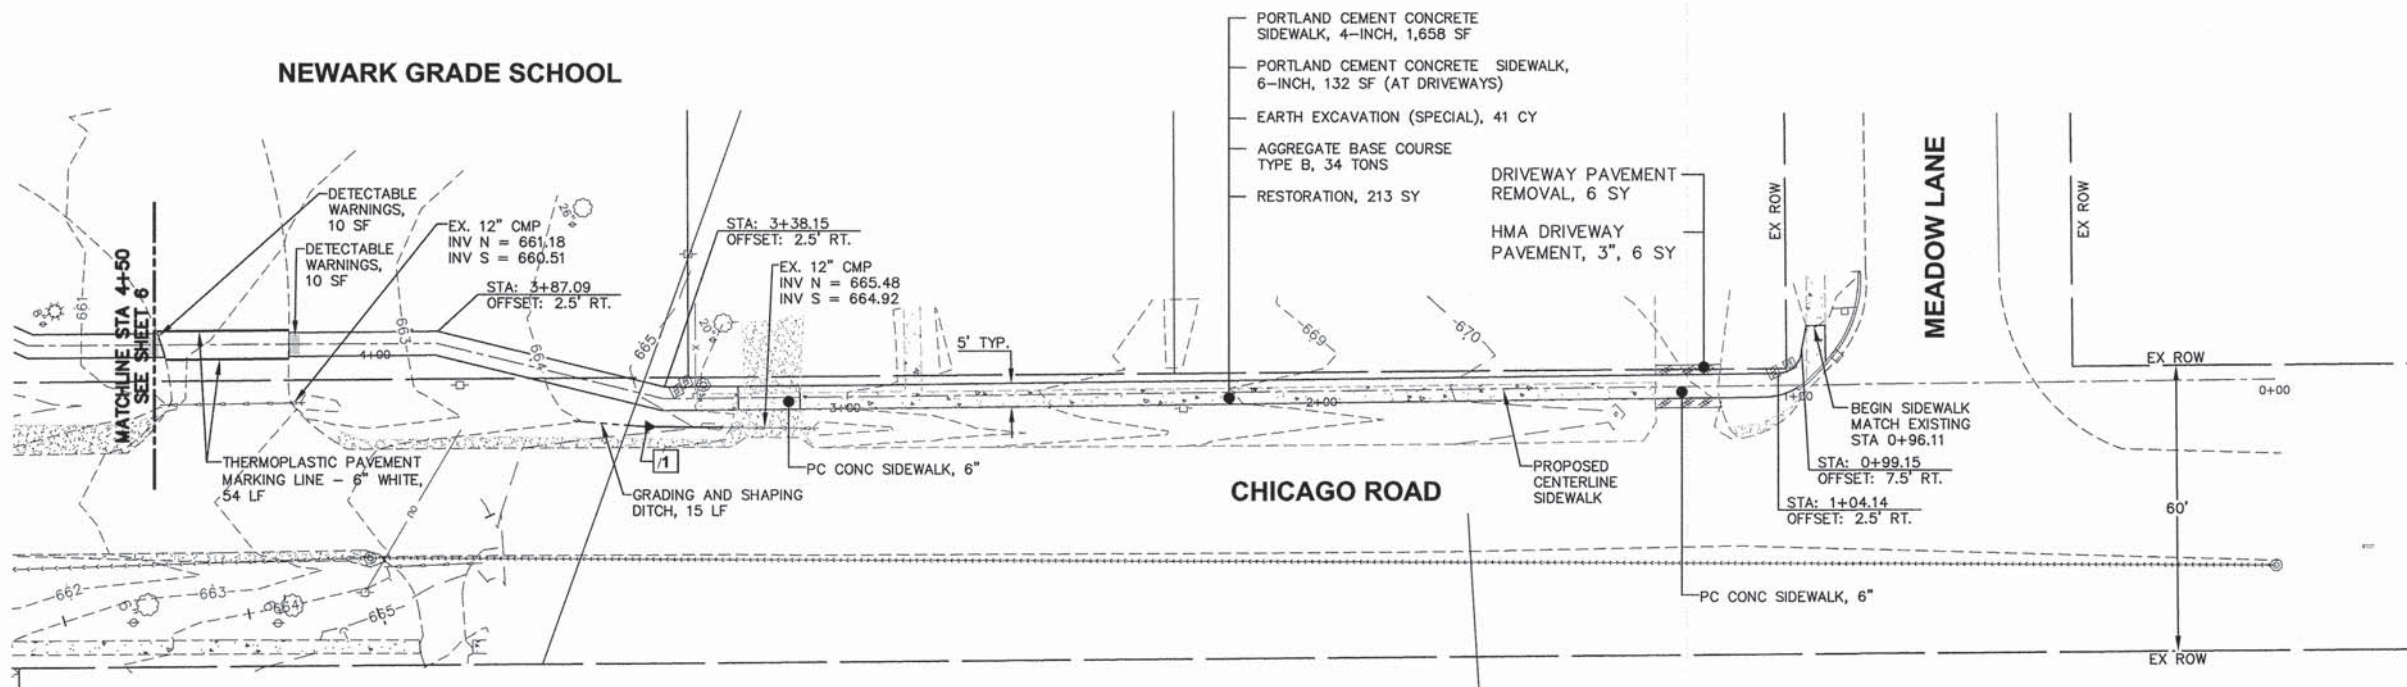 NEWARK GRADE SCHOOL
PORTLAND CEMENT CONCRETE
SIDEWALK, 4-INCH, 1,658 SF
PORTLAND CEMENT CONCRETE SIDEWALK,
6-INCH, 132 SF (AT DRIVEWAYS)
EARTH EXCAVATION (SPECIAL), 41 CY
AGGREGATE BASE COURSE
TYPE B, 34 TONS
RESTORATION, 213 SY
DRIVEWAY PAVEMENT
REMOVAL, 6 SY
HMA DRIVEWAY
PAVEMENT, 3", 6 SY
EX ROW
MEADOW LANE
EX ROW
DETECTABLE
WARNINGS,
10 SF
DETECTABLE
WARNINGS,
10 SF
EX. 12" CMP
INV N = 661.18
INV S = 660.51
STA: 3+87.09
OFFSET: 2.5' RT.
26"
STA: 3+38.15
OFFSET: 2.5' RT.
EX. 12" CMP
INV N = 665.48
INV S = 664.92
MATCHLINE STA 4+50
SEE SHEET 6
661
663
664
665
20"
669
670
4+00
3+00
2+00
1+00
0+00
5' TYP.
EX ROW
BEGIN SIDEWALK
MATCH EXISTING
STA 0+96.11
STA: 0+99.15
OFFSET: 7.5' RT.
STA: 1+04.14
OFFSET: 2.5' RT.
THERMOPLASTIC PAVEMENT
MARKING LINE - 6" WHITE,
54 LF
/1
GRADING AND SHAPING
DITCH, 15 LF
PC CONC SIDEWALK, 6"
CHICAGO ROAD
PROPOSED
CENTERLINE
SIDEWALK
60'
PC CONC SIDEWALK, 6"
662
663
664
665
EX ROW